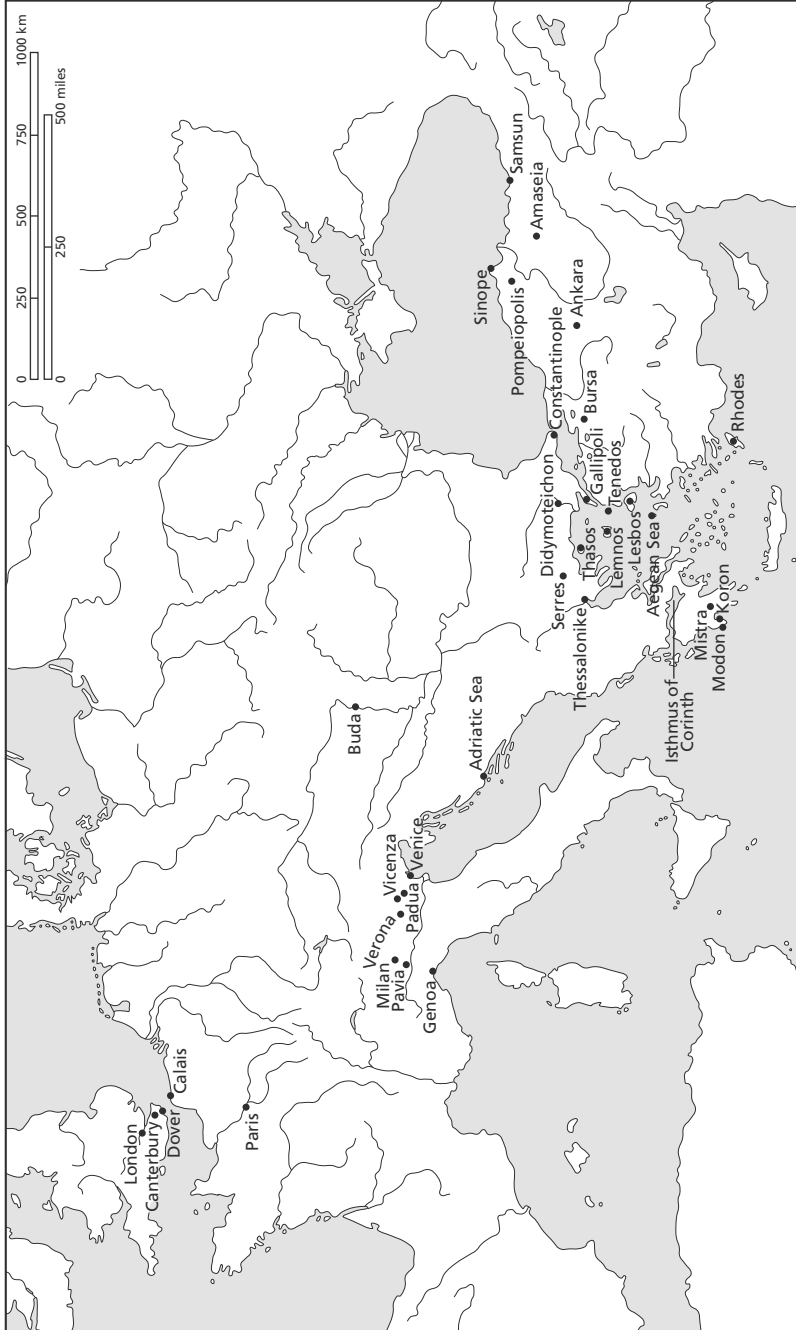 0
250
500
750
1000 km
0
250
500 miles
London
Canterbury
Dover
Calais
Paris
Milan
Pavia
Genoa
Verona
Vicenza
Padua
Venice
Buda
Adriatic Sea
Serres
Thessalonike
Didymoteichon
Constantinople
Gallipoli
Tenedos
Thasos
Lemnos
Lesbos
Aegean Sea
Isthmus of
Corinth
Mistra
Modon
Koron
Rhodes
Bursa
Ankara
Sinope
Pompeiopolis
Samsun
Amaseia